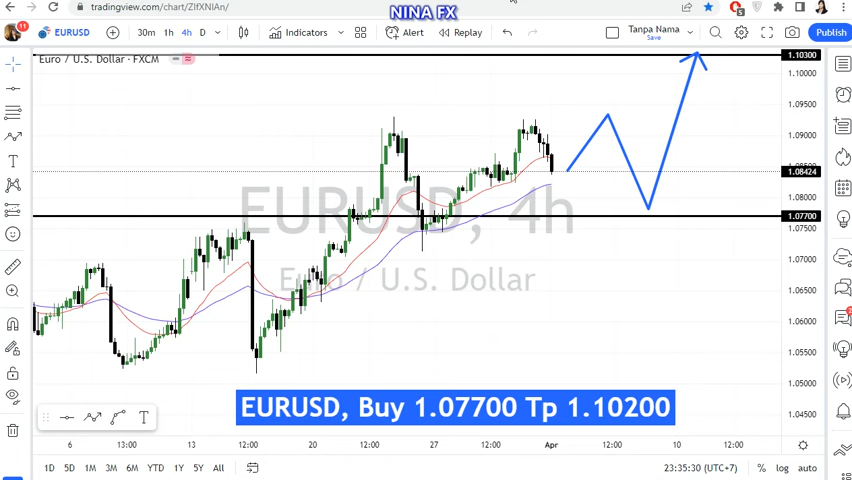 tradingview.com/chart/ZIfXNIAn/
NINA FX
11
EURUSD
30m 1h 4h D
Indicators
Alert
Replay
Tanpa Nama
Save
Publish
Euro / U.S. Dollar · FXCM
1.10300
1.10000
1.09500
1.09000
1.08424
1.08000
1.07700
1.07500
1.07000
1.06500
1.06000
1.05500
1.05000
1.04500
EURUSD, 4h
Euro / U.S. Dollar
EURUSD, Buy 1.07700 Tp 1.10200
6 13:00 13 12:00 20 12:00 27 12:00 Apr 12:00 10 12:00
1D 5D 1M 3M 6M YTD 1Y 5Y All
23:35:30 (UTC+7) % log auto